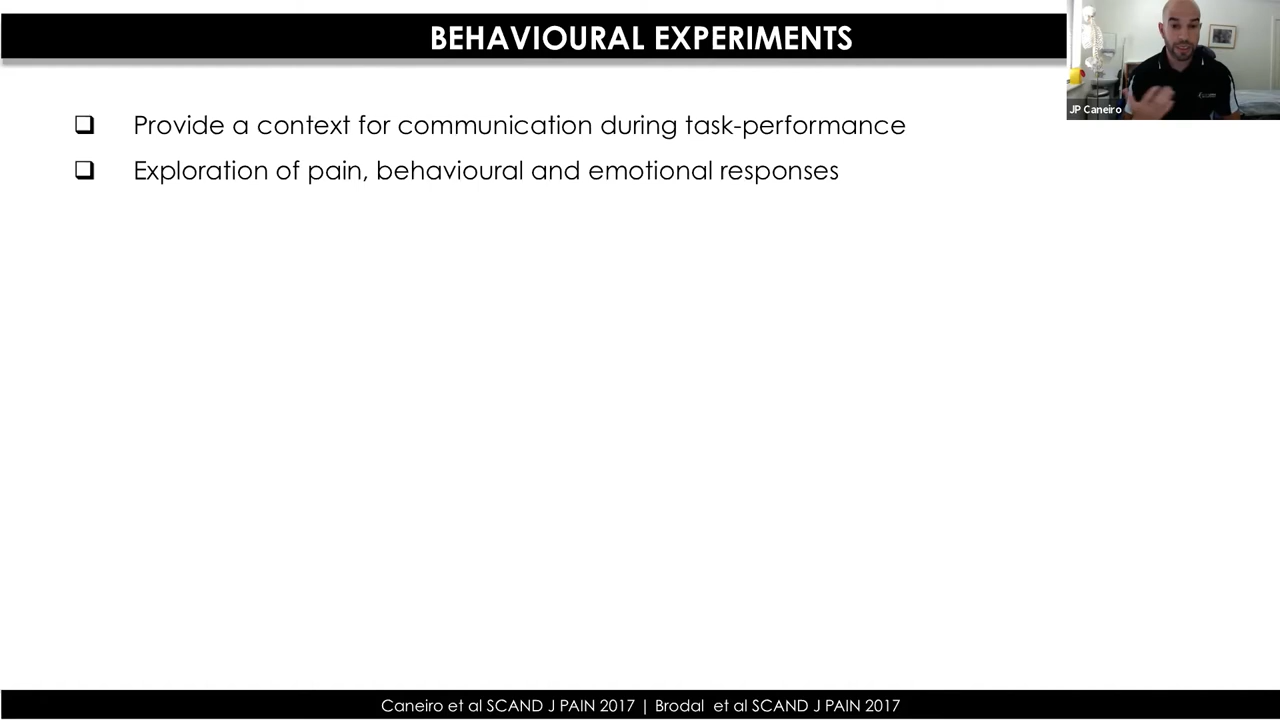 BEHAVIOURAL EXPERIMENTS
JP Caneiro
❑ Provide a context for communication during task-performance
❑ Exploration of pain, behavioural and emotional responses
Caneiro et al SCAND J PAIN 2017 | Brodal et al SCAND J PAIN 2017